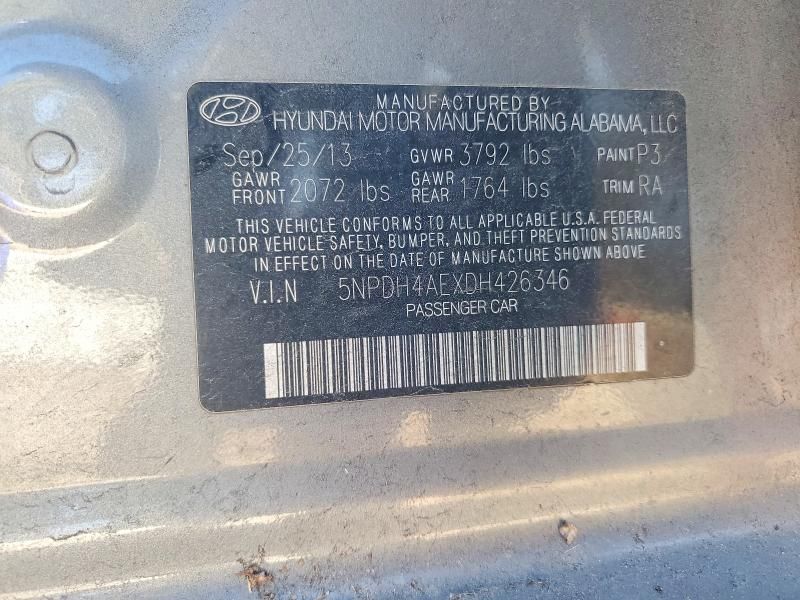 MANUFACTURED BY
HYUNDAI MOTOR MANUFACTURING ALABAMA, LLC
Sep/25/13 GVWR 3792 lbs PAINT P3
GAWR FRONT 2072 lbs GAWR REAR 1764 lbs TRIM RA
THIS VEHICLE CONFORMS TO ALL APPLICABLE U.S.A. FEDERAL
MOTOR VEHICLE SAFETY, BUMPER, AND THEFT PREVENTION STANDARDS
IN EFFECT ON THE DATE OF MANUFACTURE SHOWN ABOVE
V.I.N 5NPDH4AEXDH426346
PASSENGER CAR